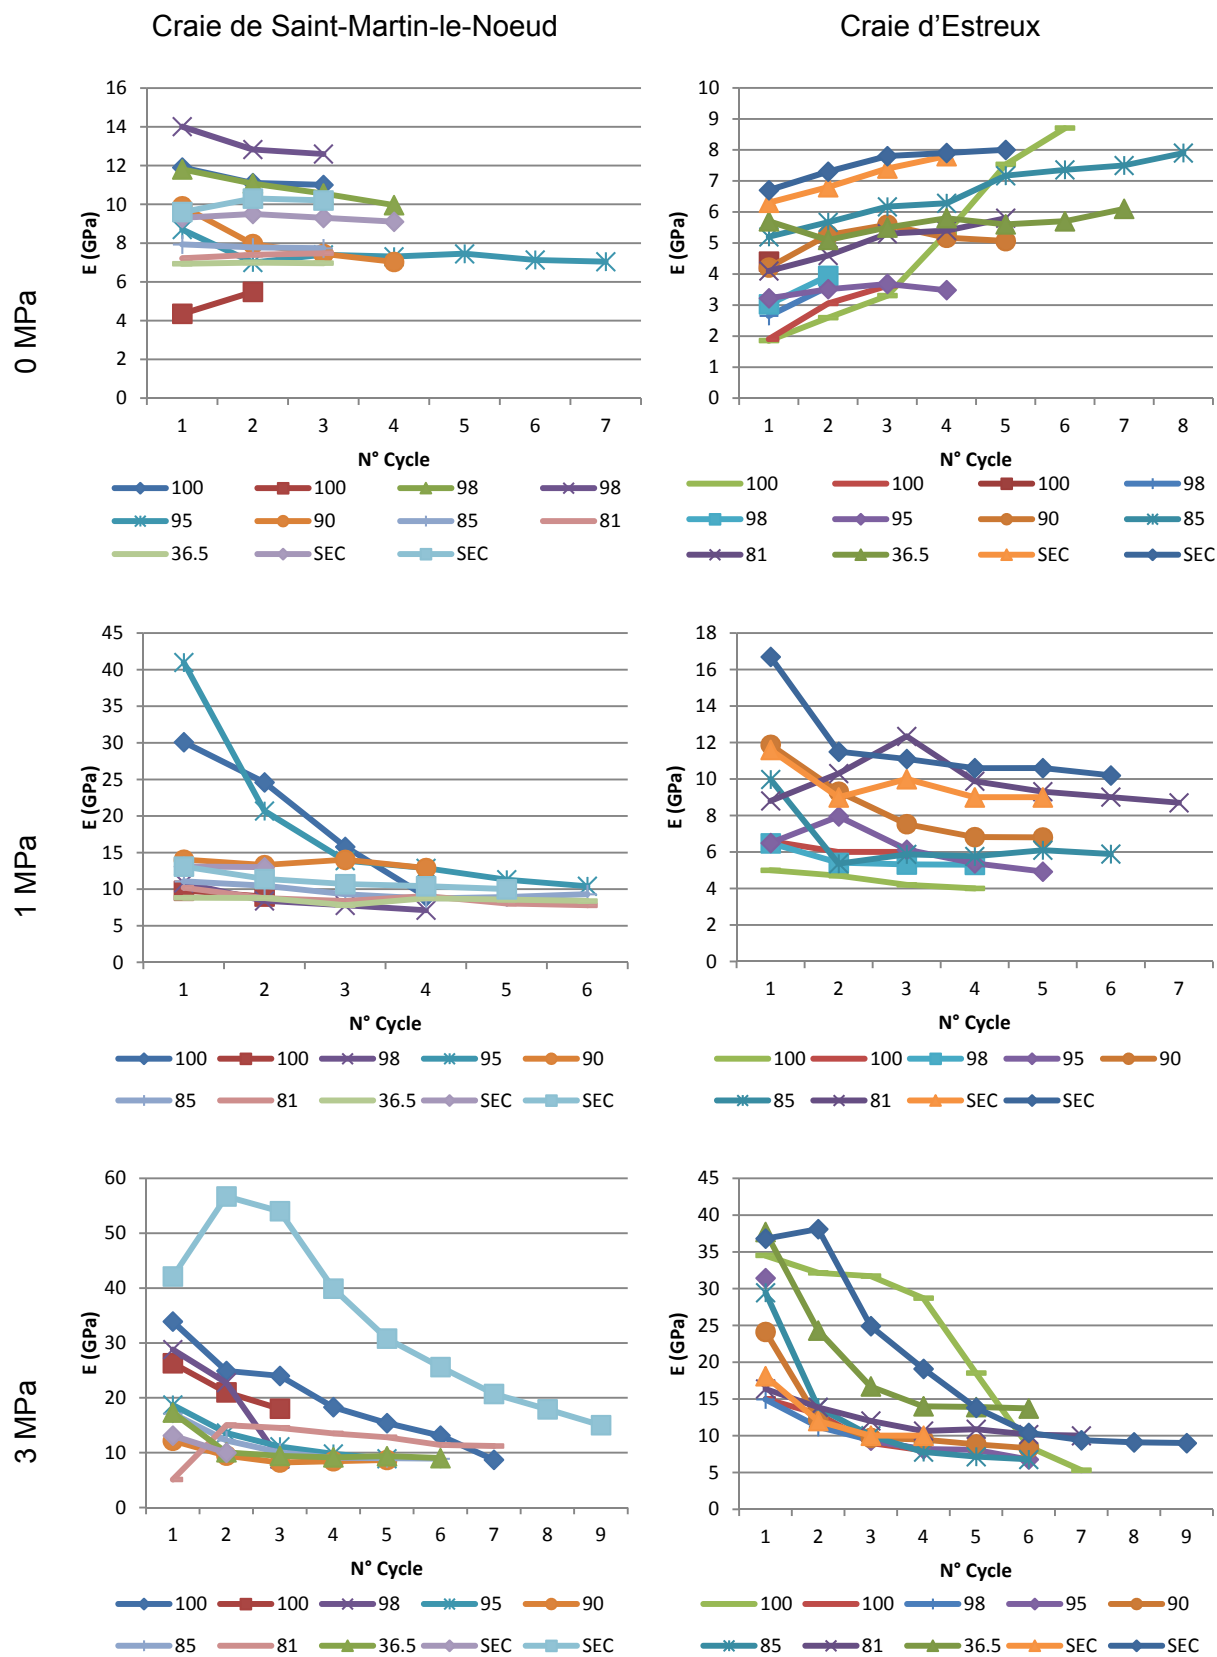 Craie de Saint-Martin-le-Noeud
Craie d’Estreux
0 MPa
E (GPa)
16
14
12
10
8
6
4
2
0
1 2 3 4 5 6 7
N° Cycle
100 100 98 98
95 90 85 81
36.5 SEC SEC
E (GPa)
10
9
8
7
6
5
4
3
2
1
0
1 2 3 4 5 6 7 8
N° Cycle
100 100 100 98
98 95 90 85
81 36.5 SEC SEC
1 MPa
E (GPa)
45
40
35
30
25
20
15
10
5
0
1 2 3 4 5 6
N° Cycle
100 100 98 95 90
85 81 36.5 SEC SEC
E (GPa)
18
16
14
12
10
8
6
4
2
0
1 2 3 4 5 6 7
N° Cycle
100 100 98 95 90
85 81 SEC SEC
3 MPa
E (GPa)
60
50
40
30
20
10
0
1 2 3 4 5 6 7 8 9
N° Cycle
100 100 98 95 90
85 81 36.5 SEC SEC
E (GPa)
45
40
35
30
25
20
15
10
5
0
1 2 3 4 5 6 7 8 9
N° Cycle
100 100 98 95 90
85 81 36.5 SEC SEC